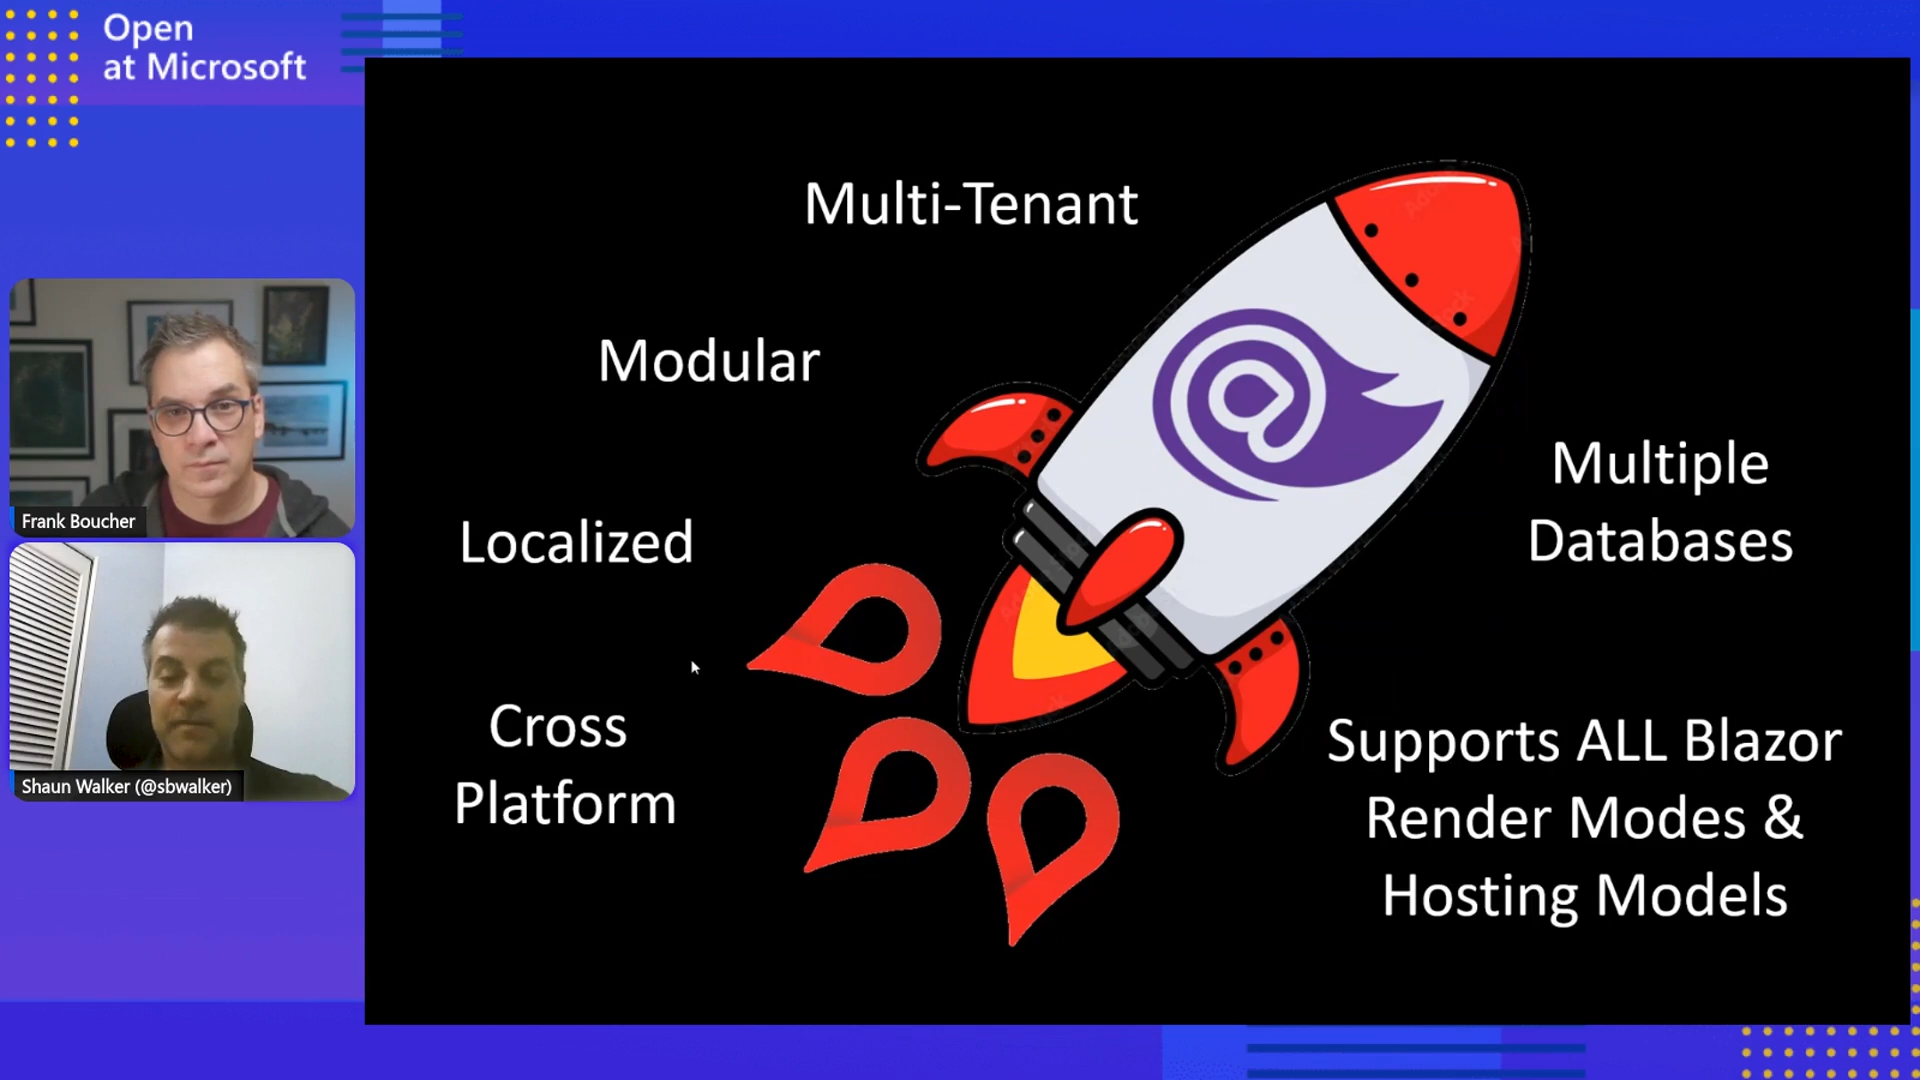 Open
at Microsoft
Multi-Tenant
Modular
Localized
Cross
Platform
Multiple
Databases
Supports ALL Blazor
Render Modes &
Hosting Models
Frank Boucher
Shaun Walker (@sbwalker)